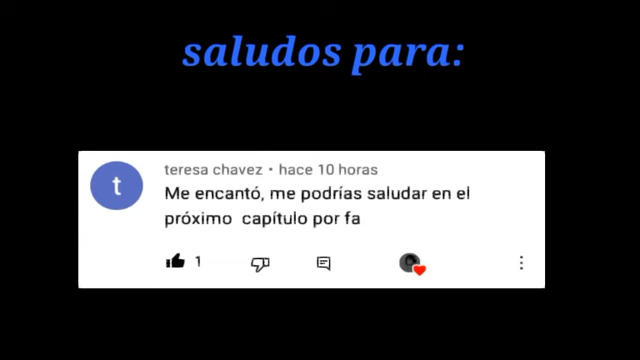 saludos para:
t
teresa chavez • hace 10 horas
Me encantó, me podrías saludar en el
próximo capítulo por fa
1